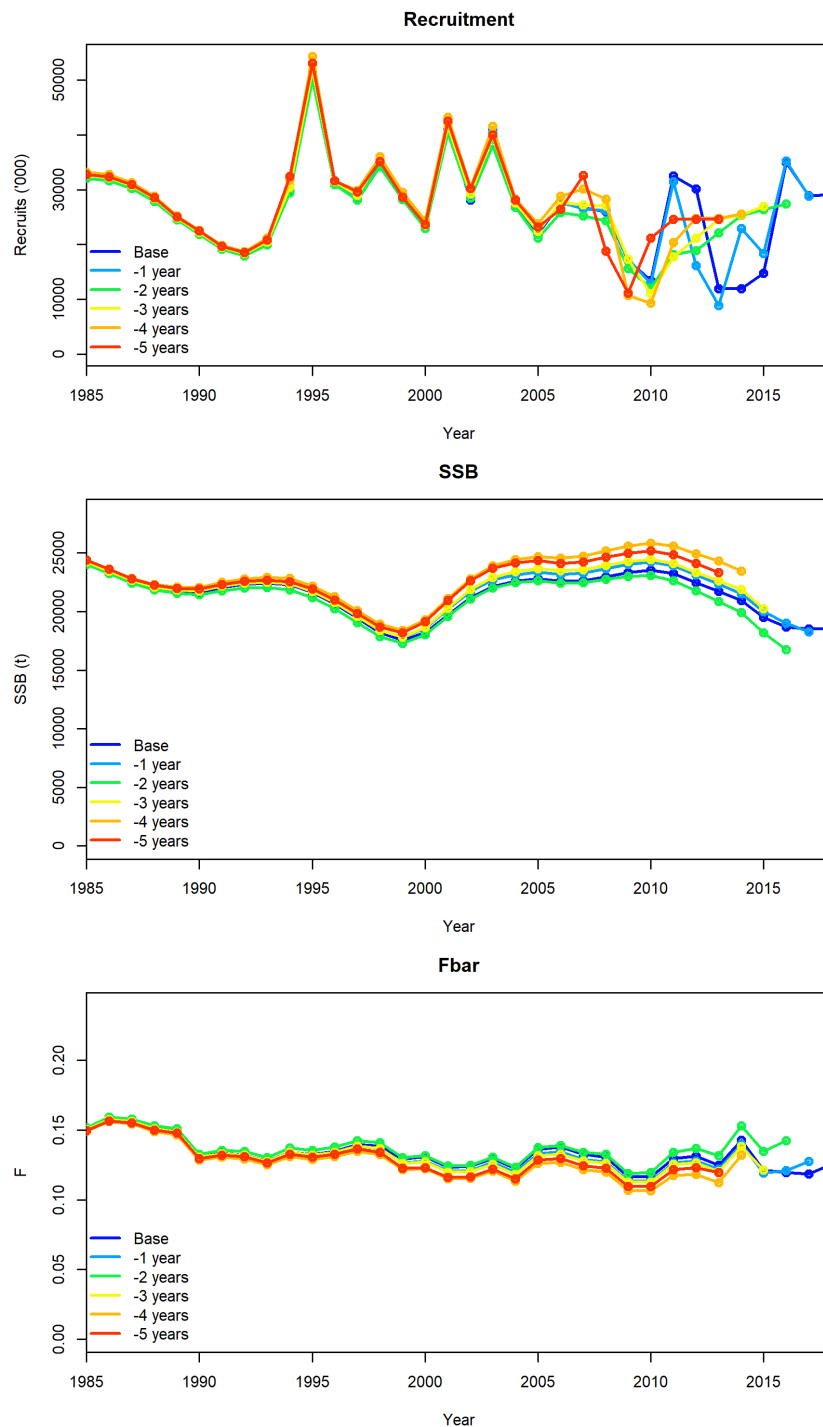 Recruitment
Recruits ('000)
50000
30000
10000
0
Base
-1 year
-2 years
-3 years
-4 years
-5 years
1985 1990 1995 2000 2005 2010 2015
Year
SSB
SSB (t)
25000
20000
15000
10000
5000
0
Base
-1 year
-2 years
-3 years
-4 years
-5 years
1985 1990 1995 2000 2005 2010 2015
Year
Fbar
F
0.20
0.15
0.10
0.05
0.00
Base
-1 year
-2 years
-3 years
-4 years
-5 years
1985 1990 1995 2000 2005 2010 2015
Year